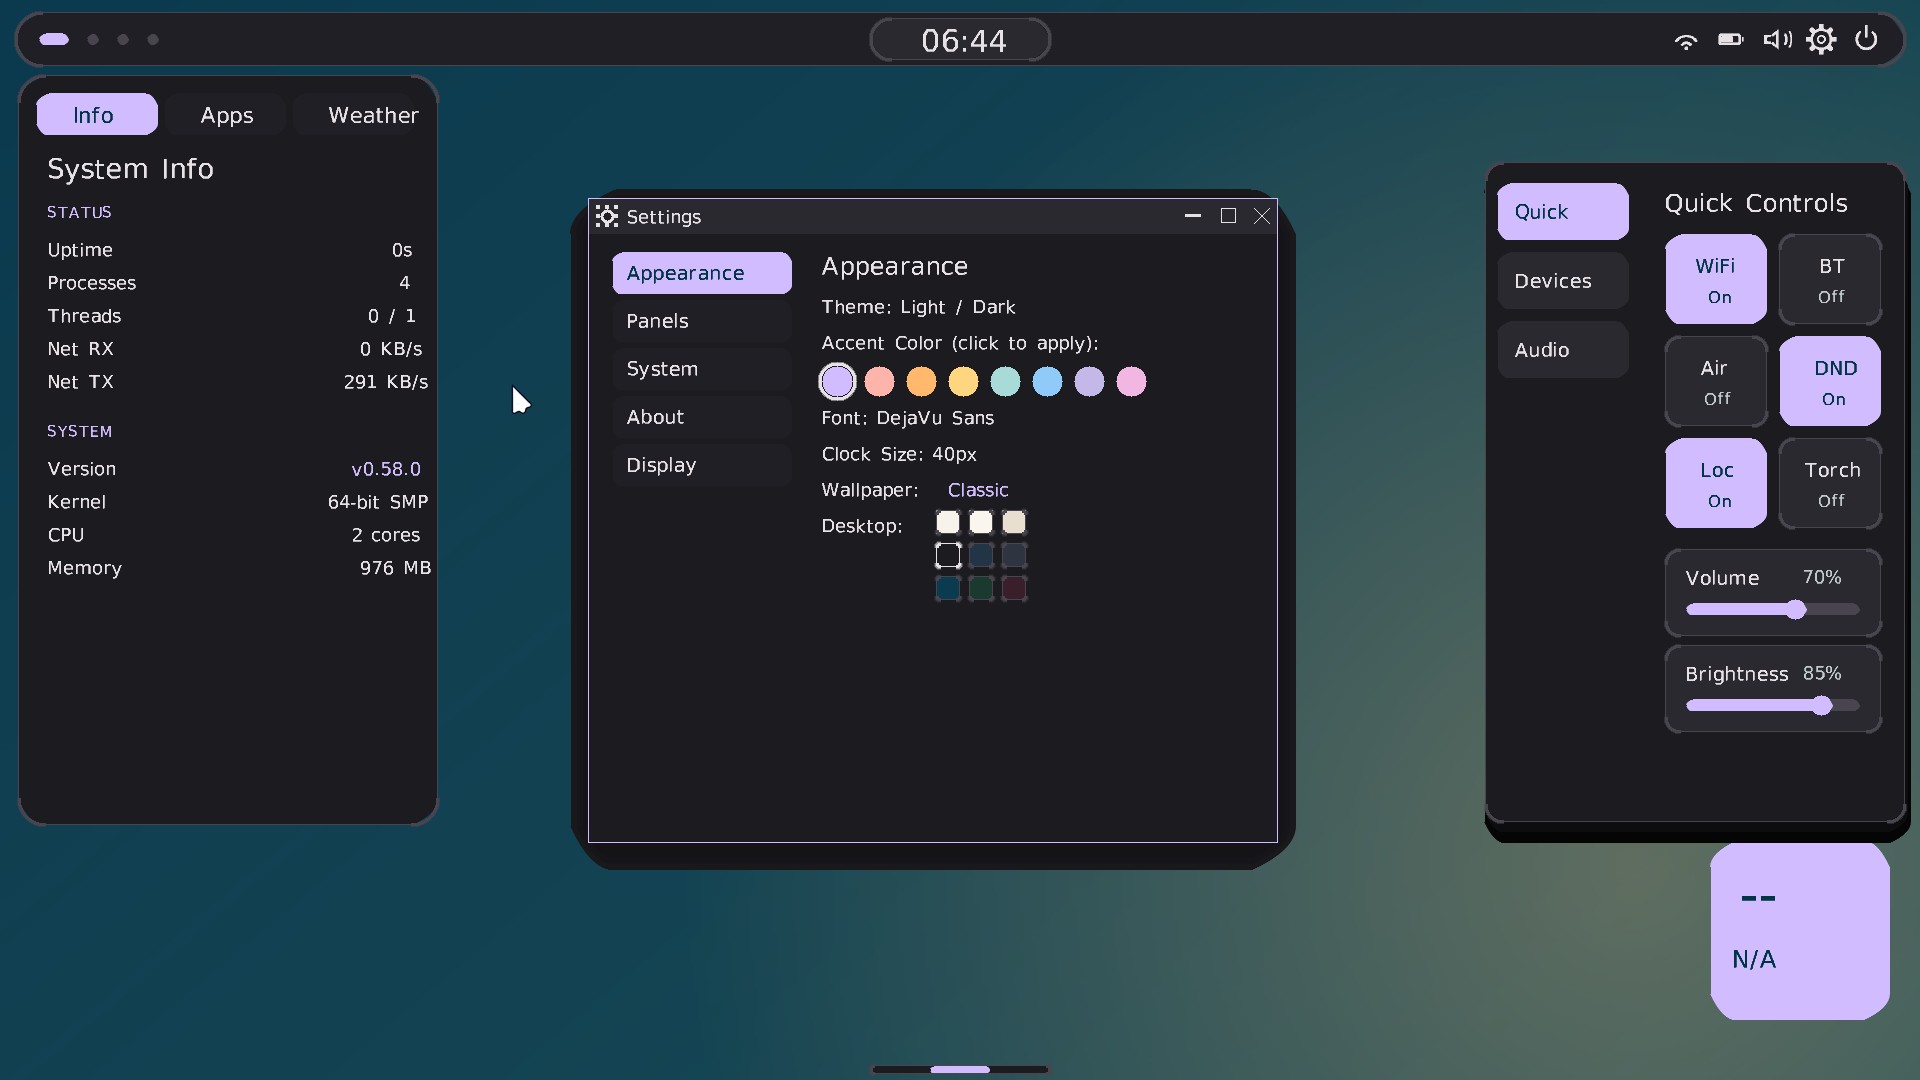 06:44
Info Apps Weather
System Info
STATUS
Uptime 0s
Processes 4
Threads 0 / 1
Net RX 0 KB/s
Net TX 291 KB/s
SYSTEM
Version v0.58.0
Kernel 64-bit SMP
CPU 2 cores
Memory 976 MB
Settings
Appearance
Panels
System
About
Display
Appearance
Theme: Light / Dark
Accent Color (click to apply):
Font: DejaVu Sans
Clock Size: 40px
Wallpaper: Classic
Desktop:
Quick
Devices
Audio
Quick Controls
WiFi
On
BT
Off
Air
Off
DND
On
Loc
On
Torch
Off
Volume 70%
Brightness 85%
--
N/A